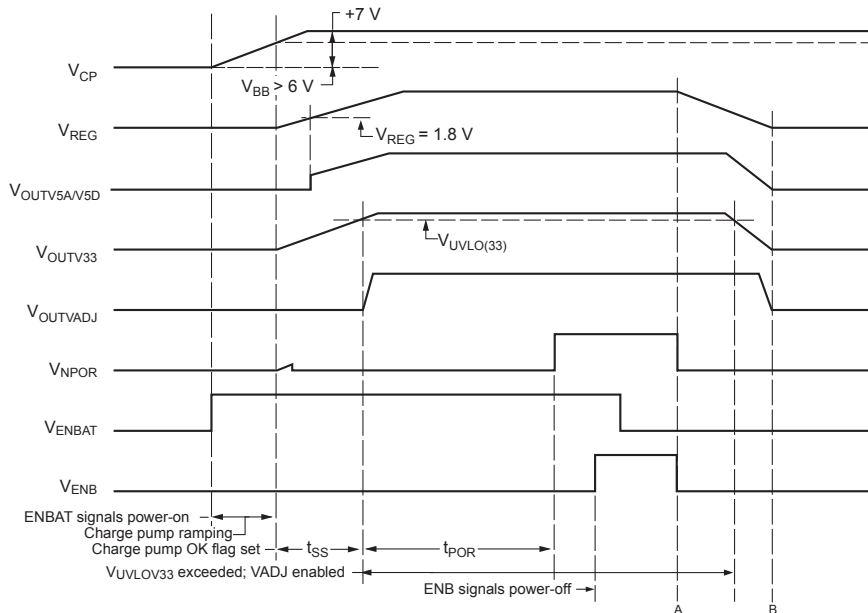 +7 V
VCP
VBB > 6 V
VREG
VREG = 1.8 V
VOUTV5A/V5D
VOUTV33
VUVLO(33)
VOUTVADJ
VNPOR
VENBAT
VENB
ENBAT signals power-on
Charge pump ramping
Charge pump OK flag set
tSS
tPOR
VUVLOV33 exceeded; VADJ enabled
ENB signals power-off
A
B